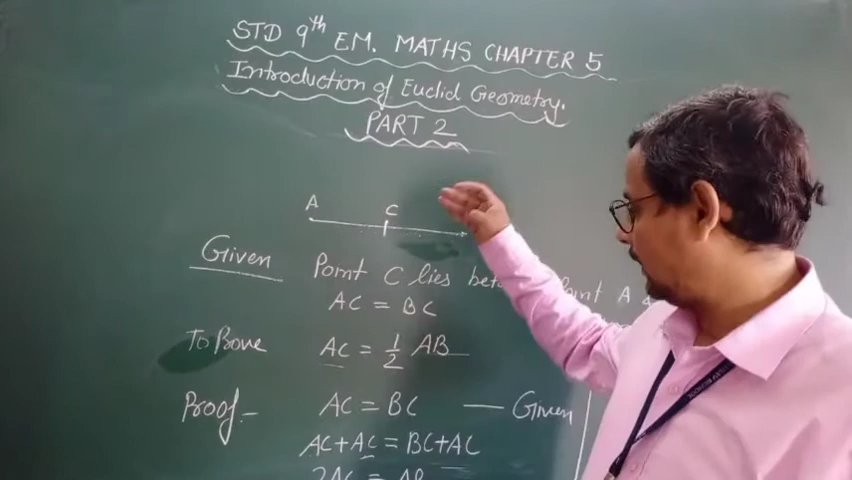 STD 9th EM. MATHS CHAPTER 5
Introduction of Euclid Geometry.
PART 2
A C
Given Point C lies Point A &
AC = BC
To Prove AC = 1/2 AB
Proof.- AC = BC — Given
AC+AC = BC+AC
2AC = AB